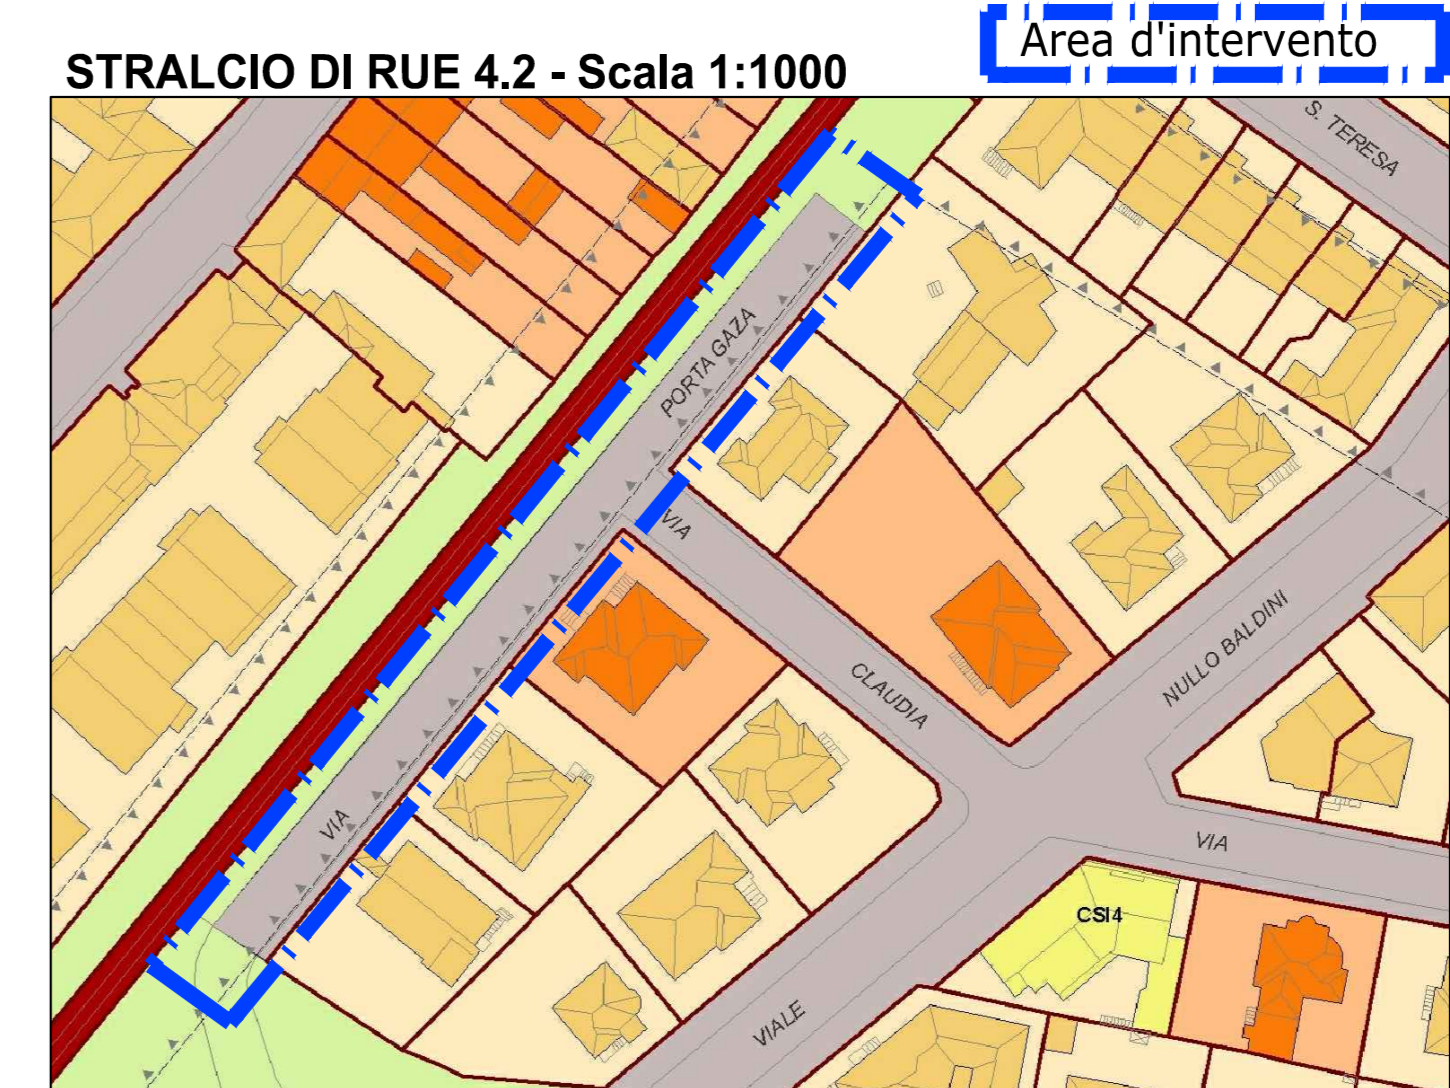 Area d'intervento
STRALCIO DI RUE 4.2 - Scala 1:1000
S. TERESA
PORTA GAZA
VIA
VIA
CLAUDIA
NULLO BALDINI
VIA
VIALE
CSI4